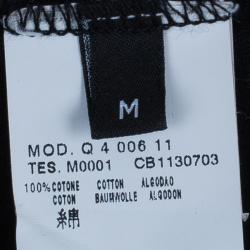 M
MOD. Q 4 006 11
TES. M0001 CB1130703
100%COTONE COTTON ALGODAO
COTON BAUMWOLLE ALGODON
綿